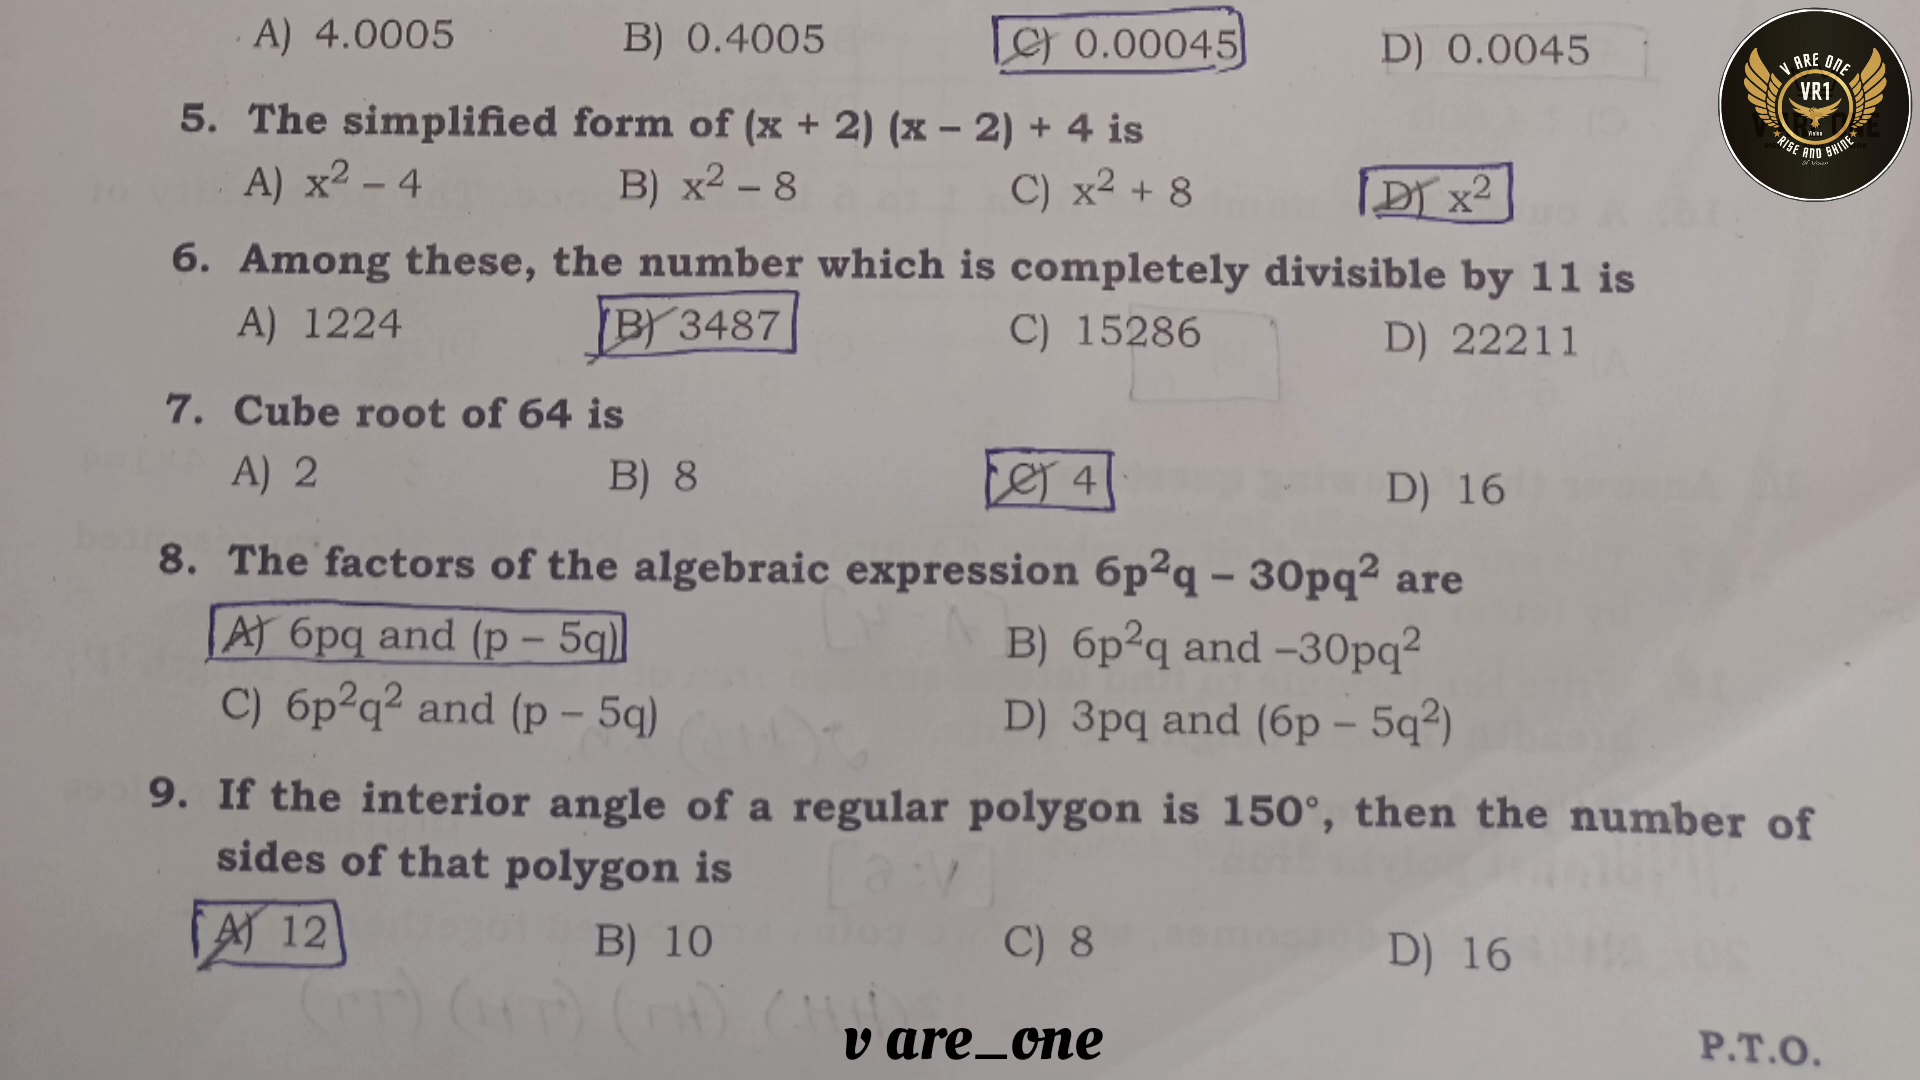 A) 4.0005 B) 0.4005 C) 0.00045 D) 0.0045
5. The simplified form of (x + 2) (x – 2) + 4 is
A) x² – 4 B) x² – 8 C) x² + 8 D) x²
6. Among these, the number which is completely divisible by 11 is
A) 1224 B) 3487 C) 15286 D) 22211
7. Cube root of 64 is
A) 2 B) 8 C) 4 D) 16
8. The factors of the algebraic expression 6p²q – 30pq² are
A) 6pq and (p – 5q) B) 6p²q and –30pq²
C) 6p²q² and (p – 5q) D) 3pq and (6p – 5q²)
9. If the interior angle of a regular polygon is 150°, then the number of
sides of that polygon is
A) 12 B) 10 C) 8 D) 16
P.T.O.
v are_one
V ARE ONE
VR1
RISE AND SHINE